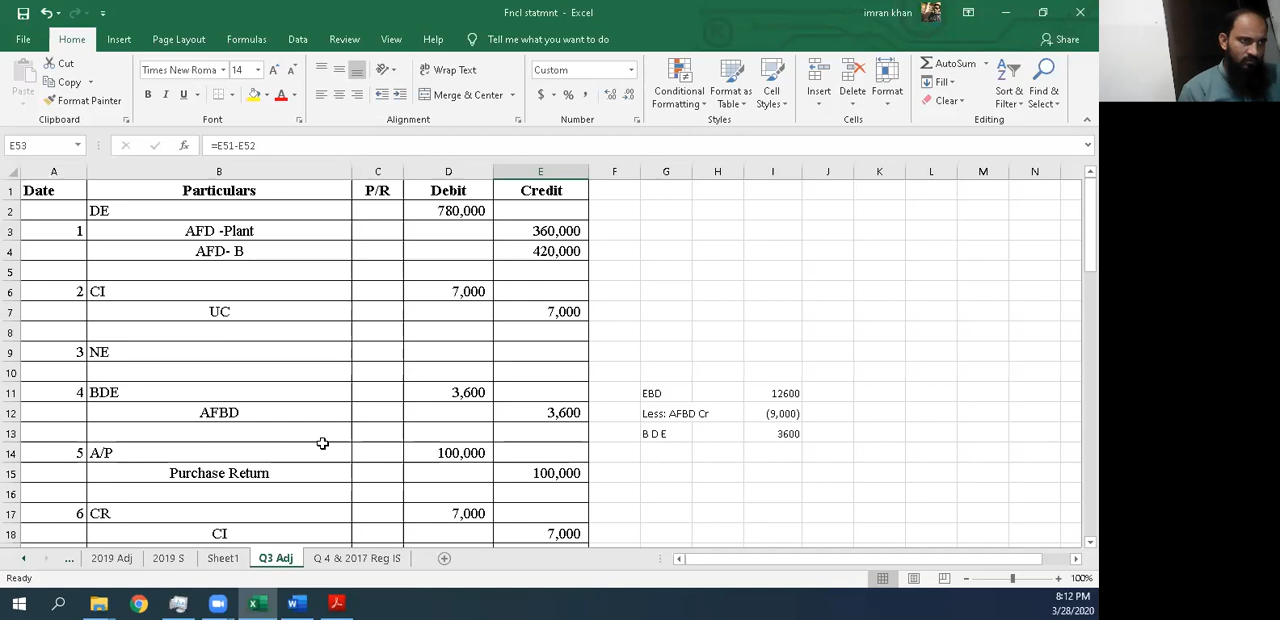 Fncl statmnt - Excel
imran khan
File Home Insert Page Layout Formulas Data Review View Help Tell me what you want to do Share
Paste Cut Copy Format Painter Clipboard
Times New Roma 14 B I U Font
Wrap Text Merge & Center Alignment
Custom $ % , Number
Conditional Formatting Format as Table Cell Styles Styles
Insert Delete Format Cells
AutoSum Fill Clear Sort & Filter Find & Select Editing
E53 fx =E51-E52
A B C D E F G H I J K L M N
1 Date Particulars P/R Debit Credit
2 DE 780,000
3 1 AFD -Plant 360,000
4 AFD- B 420,000
5
6 2 CI 7,000
7 UC 7,000
8
9 3 NE
10
11 4 BDE 3,600 EBD 12600
12 AFBD 3,600 Less: AFBD Cr (9,000)
13 B D E 3600
14 5 A/P 100,000
15 Purchase Return 100,000
16
17 6 CR 7,000
18 CI 7,000
... 2019 Adj 2019 S Sheet1 Q3 Adj Q 4 & 2017 Reg IS
Ready 100%
8:12 PM
3/28/2020